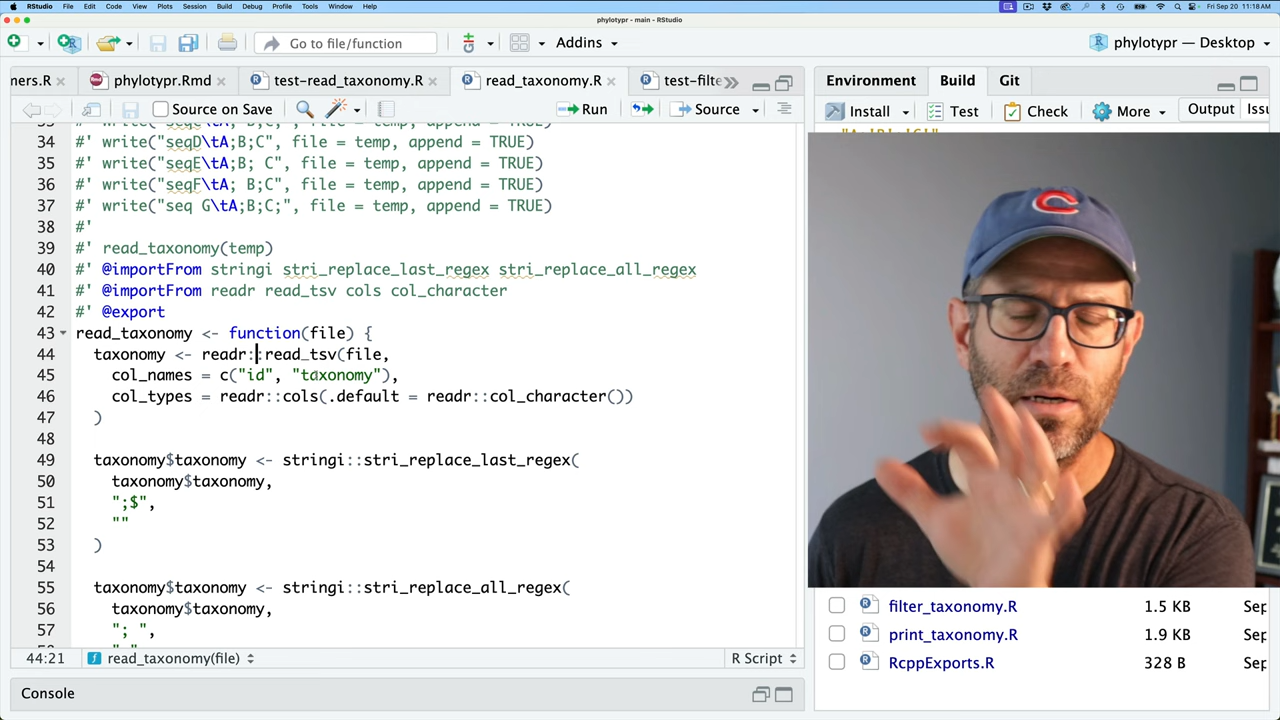 RStudio File Edit Code View Plots Session Build Debug Profile Tools Window Help
Fri Sep 20 11:18 AM
phylotypr - main - RStudio
Go to file/function
Addins
phylotypr — Desktop
ners.R
phylotypr.Rmd
test-read_taxonomy.R
read_taxonomy.R
test-filte
Environment
Build
Git
Source on Save
Run
Source
Install
Test
Check
More
Output
Iss
34 #' write("seqD\tA;B;C", file = temp, append = TRUE)
35 #' write("seqE\tA; B; C", file = temp, append = TRUE)
36 #' write("seqF\tA; B;C", file = temp, append = TRUE)
37 #' write("seq G\tA;B;C;", file = temp, append = TRUE)
38 #'
39 #' read_taxonomy(temp)
40 #' @importFrom stringi stri_replace_last_regex stri_replace_all_regex
41 #' @importFrom readr read_tsv cols col_character
42 #' @export
43 read_taxonomy <- function(file) {
44 taxonomy <- readr::read_tsv(file,
45 col_names = c("id", "taxonomy"),
46 col_types = readr::cols(.default = readr::col_character())
47 )
48
49 taxonomy$taxonomy <- stringi::stri_replace_last_regex(
50 taxonomy$taxonomy,
51 ";$",
52 ""
53 )
54
55 taxonomy$taxonomy <- stringi::stri_replace_all_regex(
56 taxonomy$taxonomy,
57 "; ",
44:21
read_taxonomy(file)
R Script
Console
C
filter_taxonomy.R 1.5 KB Sep
print_taxonomy.R 1.9 KB Sep
RcppExports.R 328 B Sep